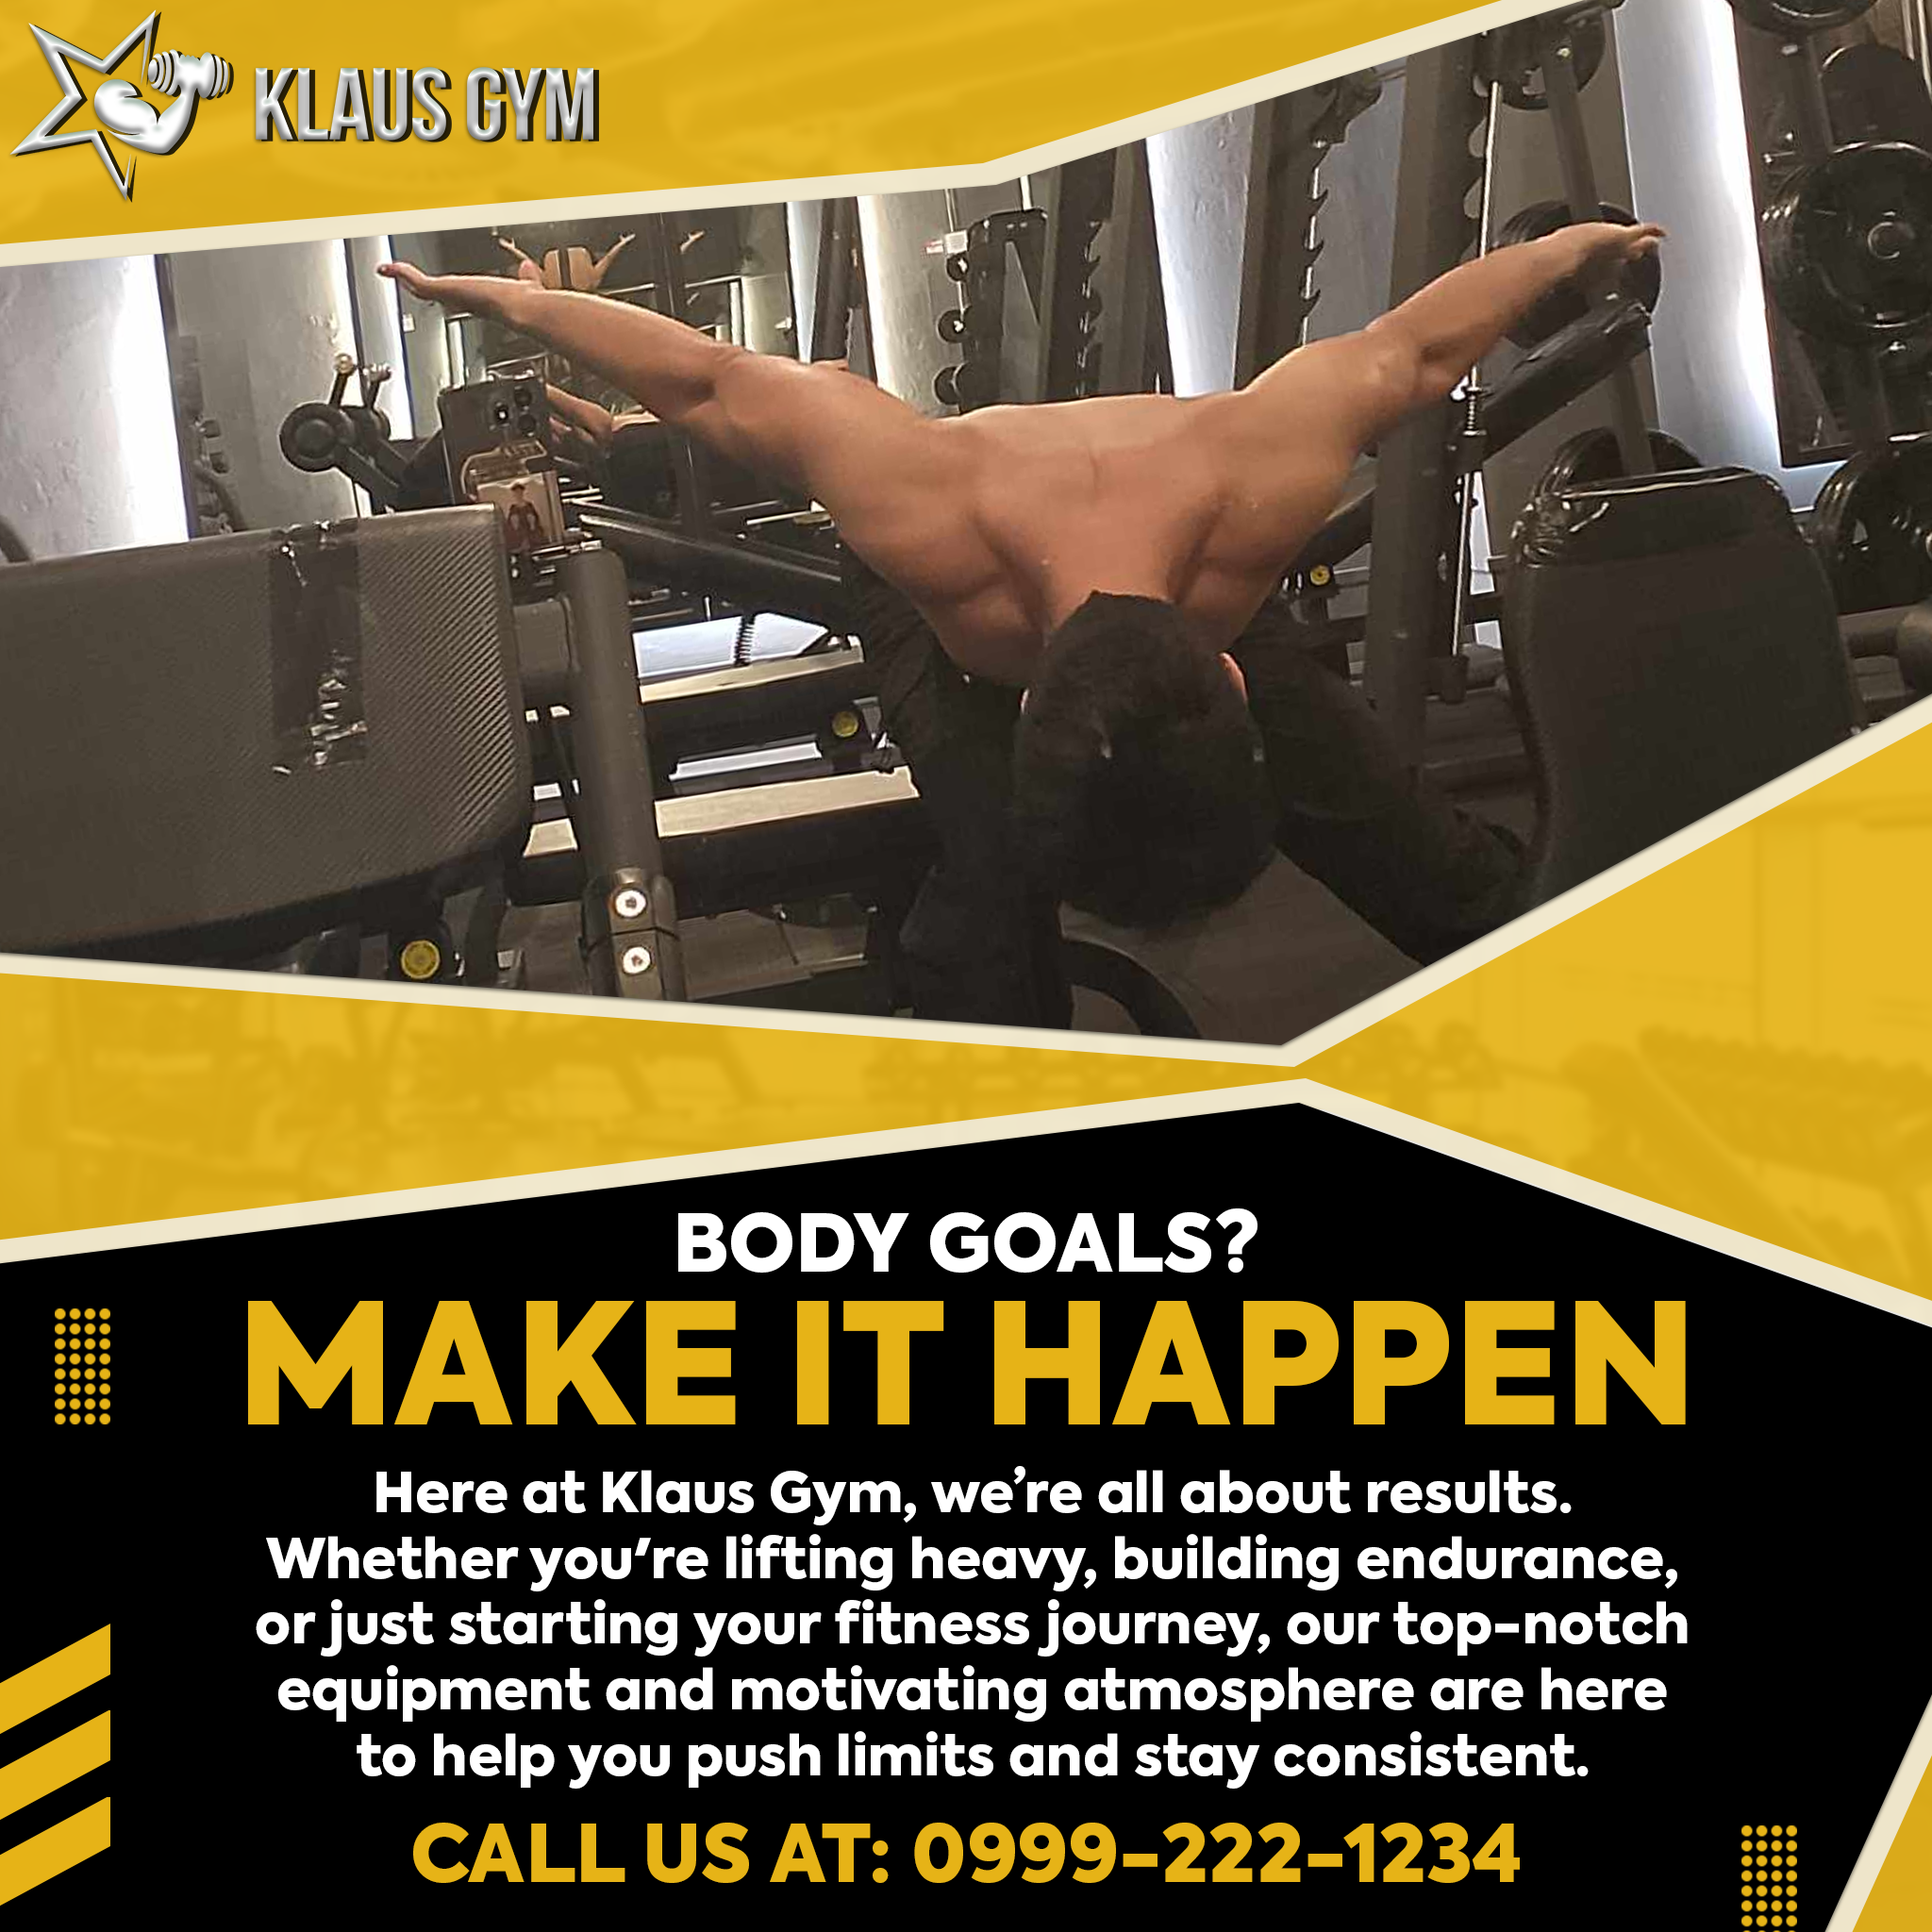 KLAUS GYM
BODY GOALS?
MAKE IT HAPPEN
Here at Klaus Gym, we’re all about results.
Whether you're lifting heavy, building endurance,
or just starting your fitness journey, our top-notch
equipment and motivating atmosphere are here
to help you push limits and stay consistent.
CALL US AT: 0999-222-1234